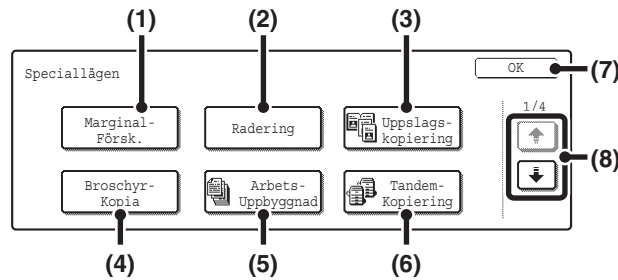 (1)
(2)
(3)
(7)
Speciallägen
OK
1/4
Marginal-
Försk.
Radering
Uppslags-
kopiering
(8)
Broschyr-
Kopia
Arbets-
Uppbyggnad
Tandem-
Kopiering
(4)
(5)
(6)